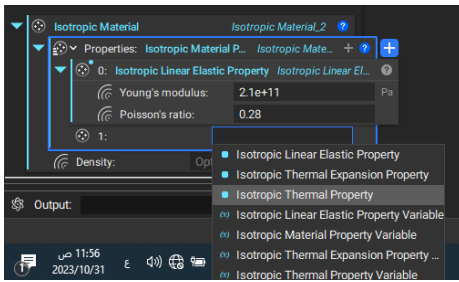 Isotropic Material Isotropic Material_2 ?
Properties: Isotropic Material P... Isotropic Mate... + ? +
0: Isotropic Linear Elastic Property Isotropic Linear El... ?
Young's modulus: 2.1e+11 Pa
Poisson's ratio: 0.28
1:
Density: Opt
Isotropic Linear Elastic Property
Isotropic Thermal Expansion Property
Isotropic Thermal Property
(x) Isotropic Linear Elastic Property Variable
(x) Isotropic Material Property Variable
(x) Isotropic Thermal Expansion Property ...
(x) Isotropic Thermal Property Variable
Output:
11:56 ص
2023/10/31
ع
1